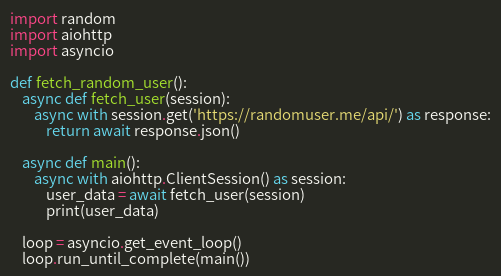 import random
import aiohttp
import asyncio

def fetch_random_user():
    async def fetch_user(session):
        async with session.get('https://randomuser.me/api/') as response:
            return await response.json()

    async def main():
        async with aiohttp.ClientSession() as session:
            user_data = await fetch_user(session)
            print(user_data)

    loop = asyncio.get_event_loop()
    loop.run_until_complete(main())